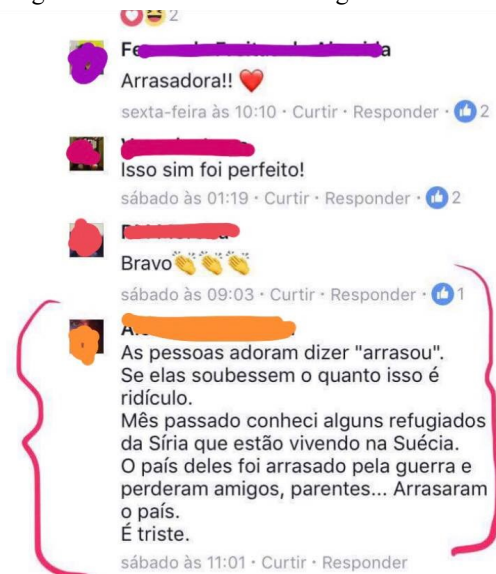 2
Arrasadora!! ❤️
sexta-feira às 10:10 · Curtir · Responder · 2
Isso sim foi perfeito!
sábado às 01:19 · Curtir · Responder · 2
Bravo👏👏👏
sábado às 09:03 · Curtir · Responder · 1
As pessoas adoram dizer "arrasou".
Se elas soubessem o quanto isso é
ridículo.
Mês passado conheci alguns refugiados
da Síria que estão vivendo na Suécia.
O país deles foi arrasado pela guerra e
perderam amigos, parentes... Arrasaram
o país.
É triste.
sábado às 11:01 · Curtir · Responder